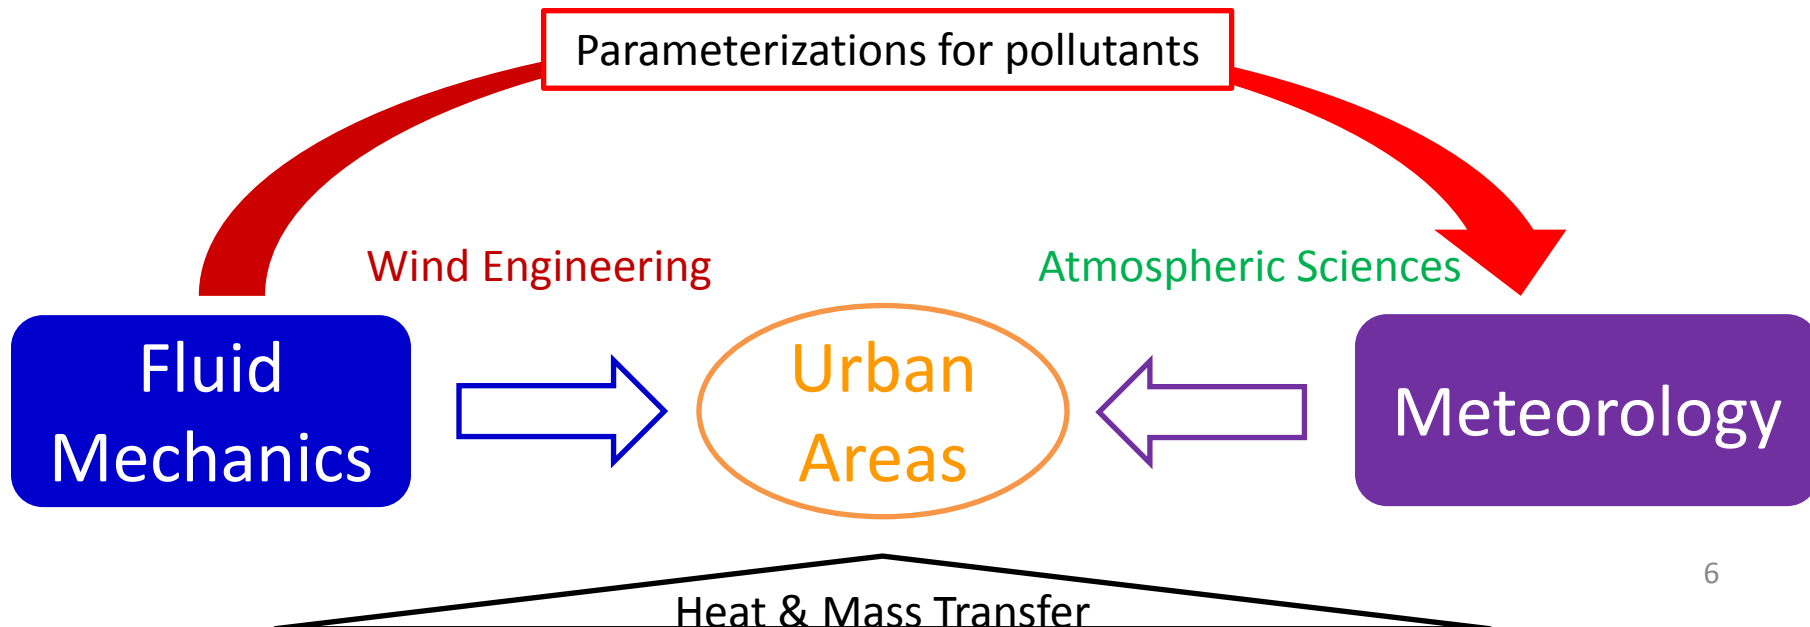 Parameterizations for pollutants
Wind Engineering
Atmospheric Sciences
Fluid
Mechanics
Urban
Areas
Meteorology
6
Heat & Mass Transfer